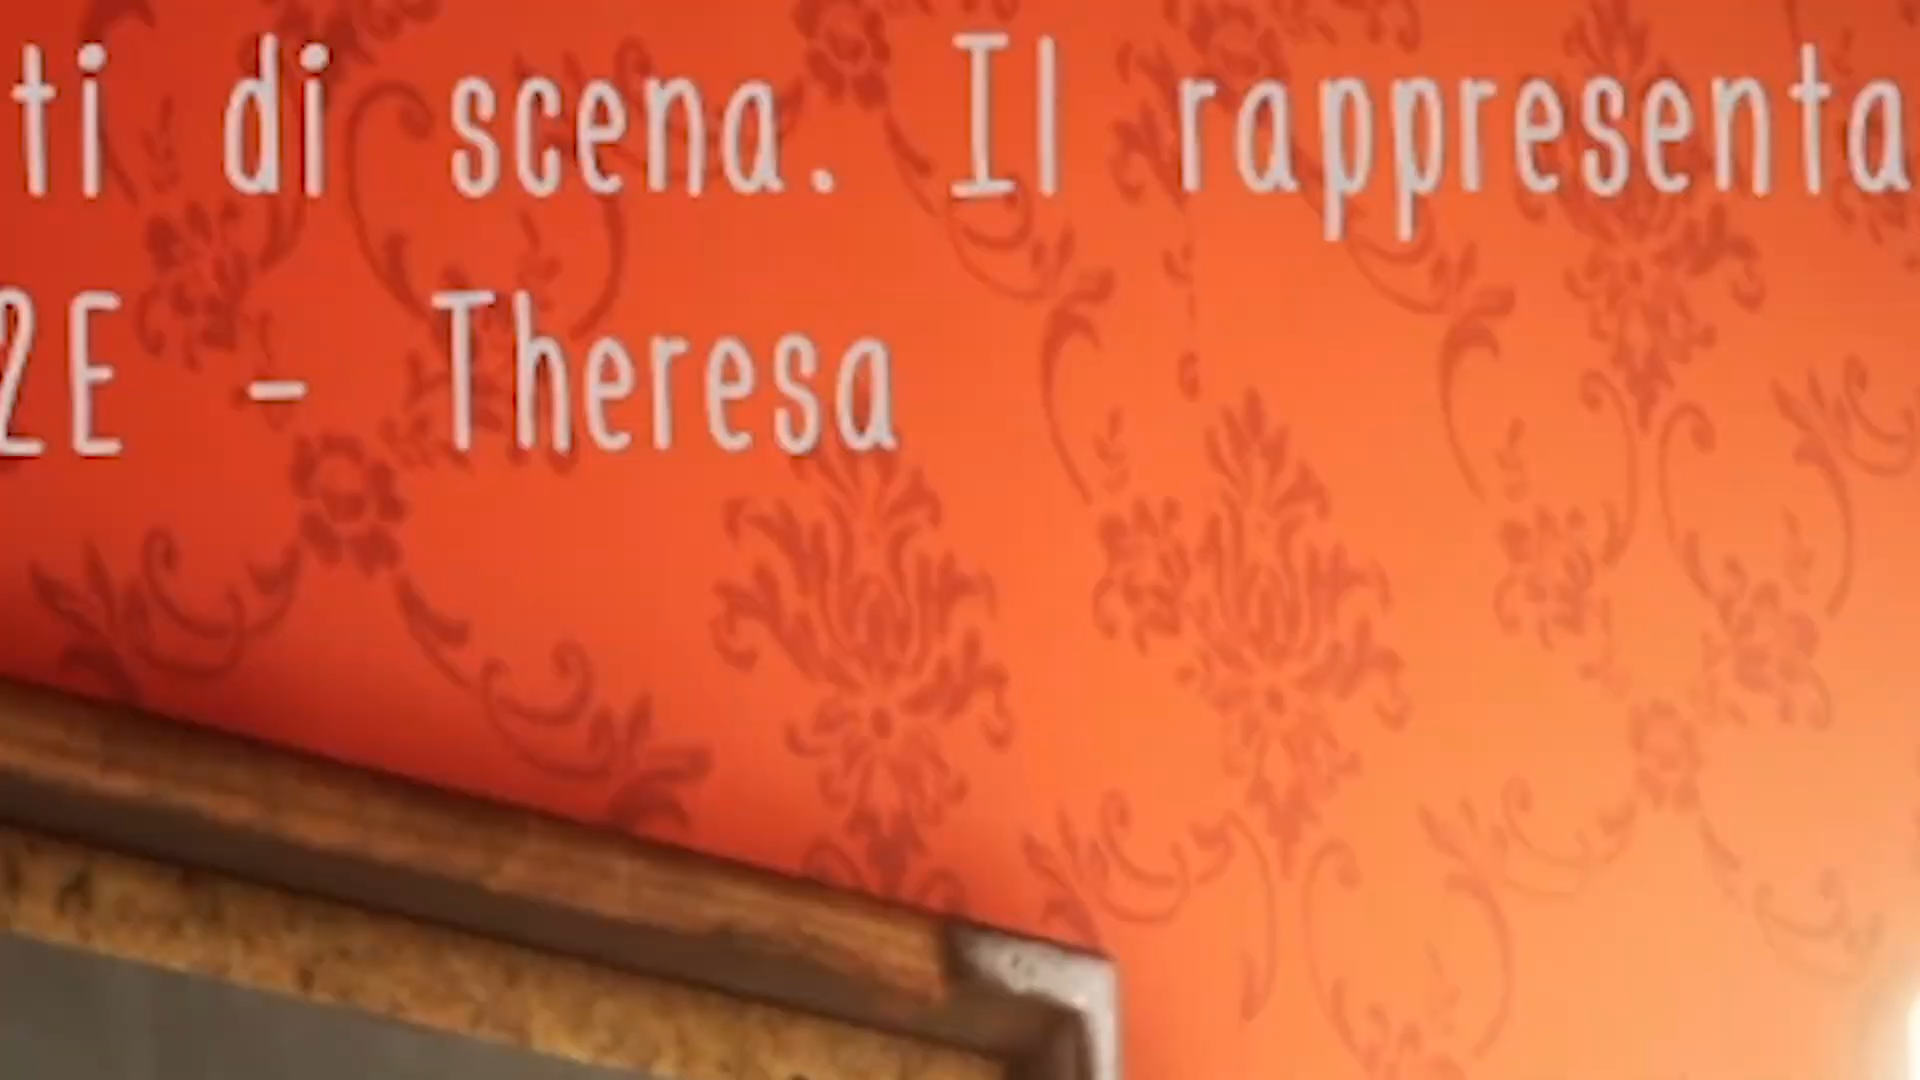 ti di scena. Il rappresenta
2E - Theresa